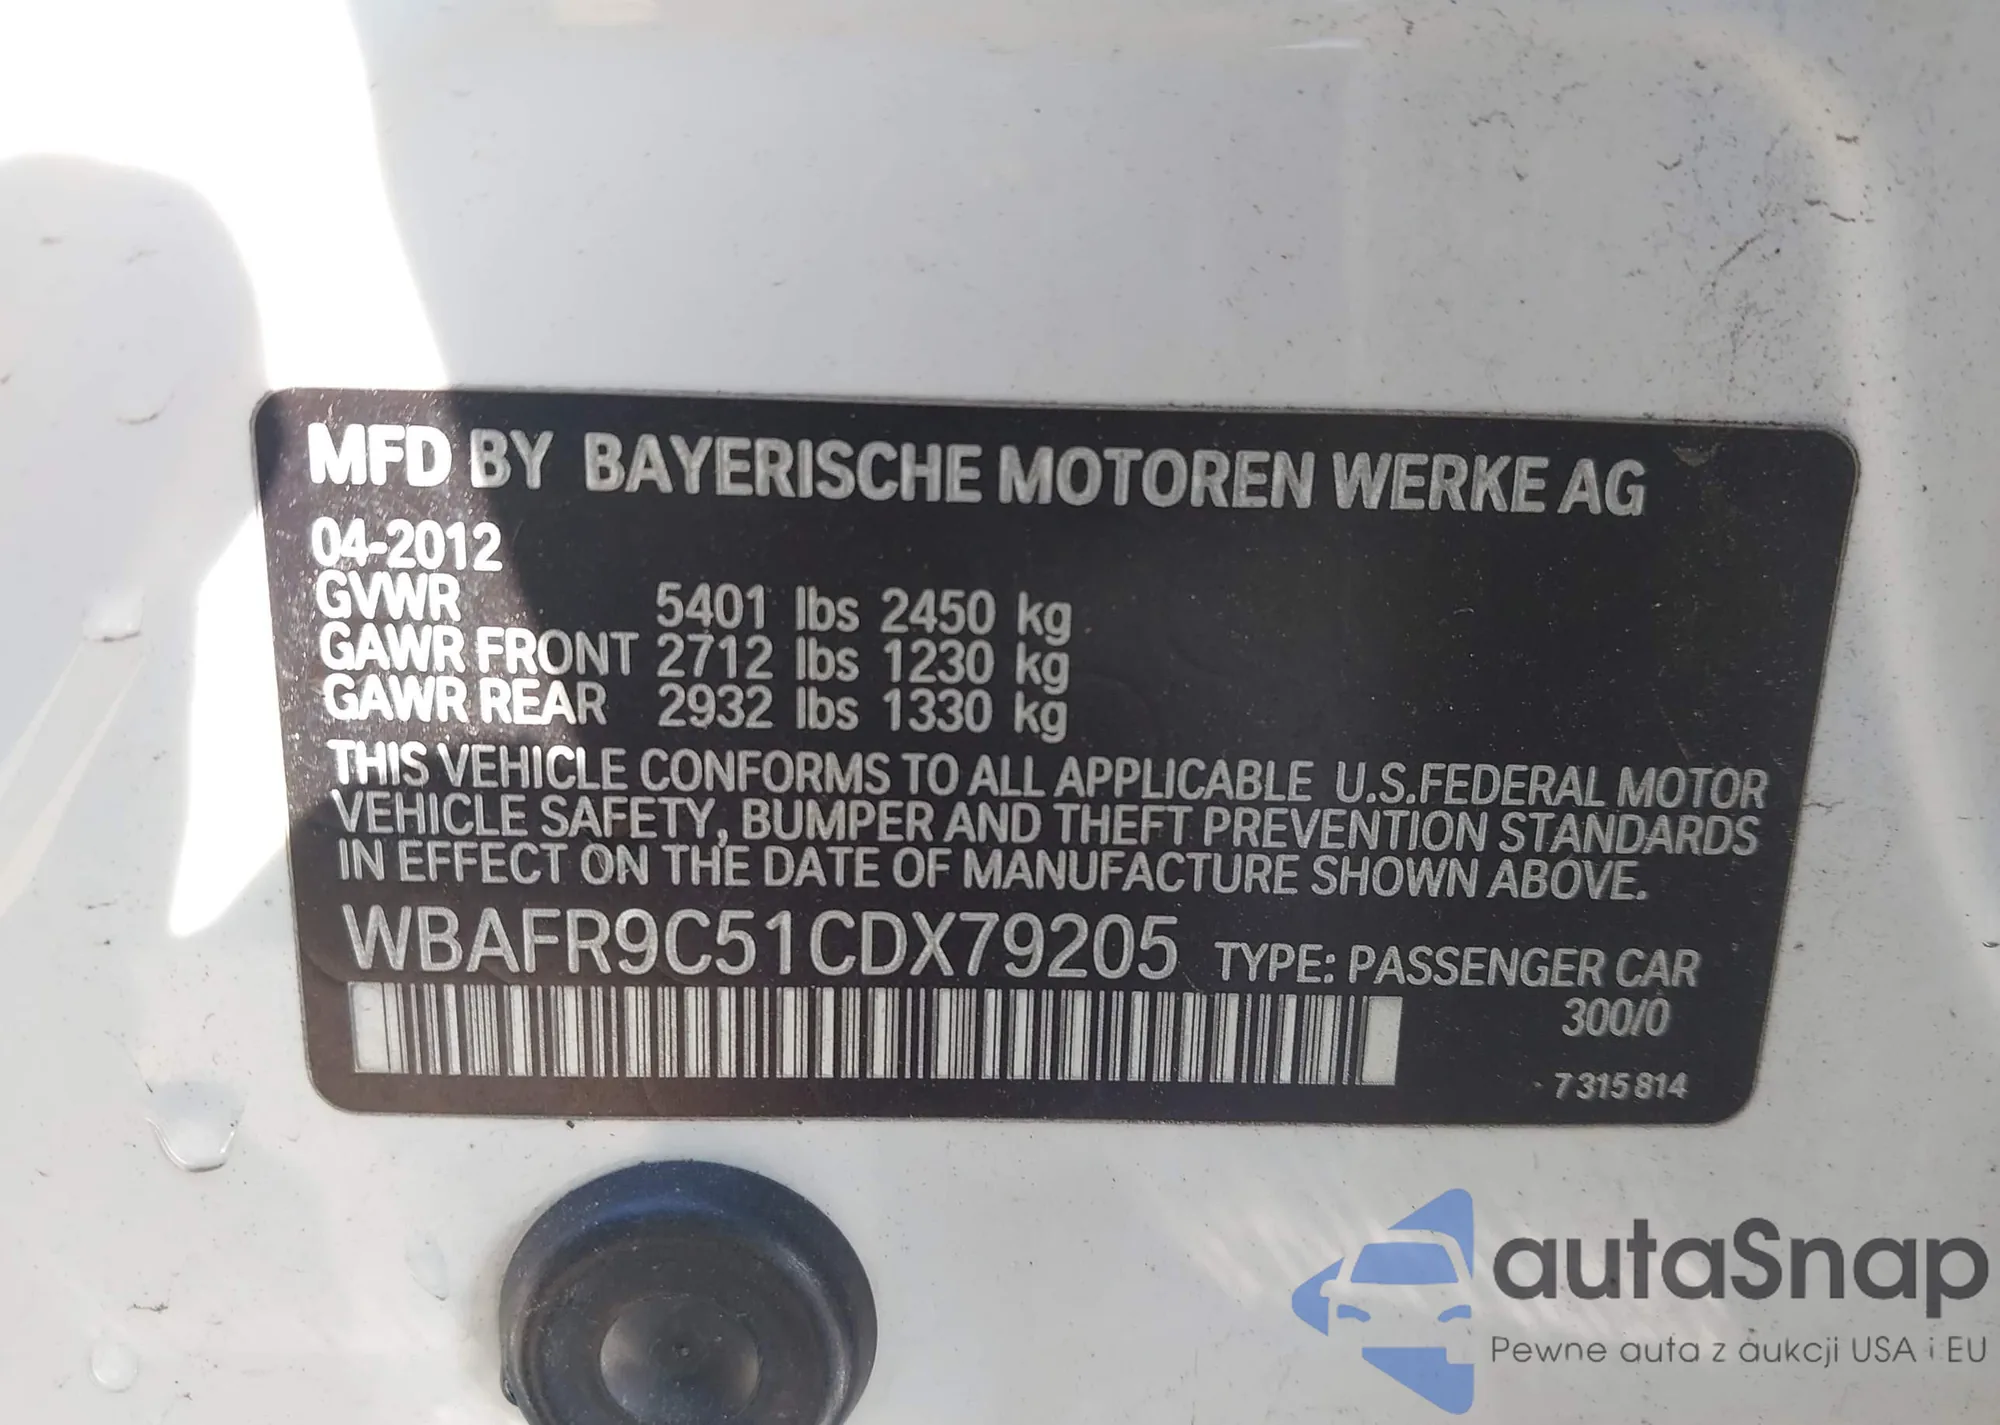 MFD BY BAYERISCHE MOTOREN WERKE AG
04-2012
GVWR 5401 lbs 2450 kg
GAWR FRONT 2712 lbs 1230 kg
GAWR REAR 2932 lbs 1330 kg
THIS VEHICLE CONFORMS TO ALL APPLICABLE U.S.FEDERAL MOTOR
VEHICLE SAFETY, BUMPER AND THEFT PREVENTION STANDARDS
IN EFFECT ON THE DATE OF MANUFACTURE SHOWN ABOVE.
WBAFR9C51CDX79205 TYPE: PASSENGER CAR
300/0
7315814
autaSnap
Pewne auta z aukcji USA i EU